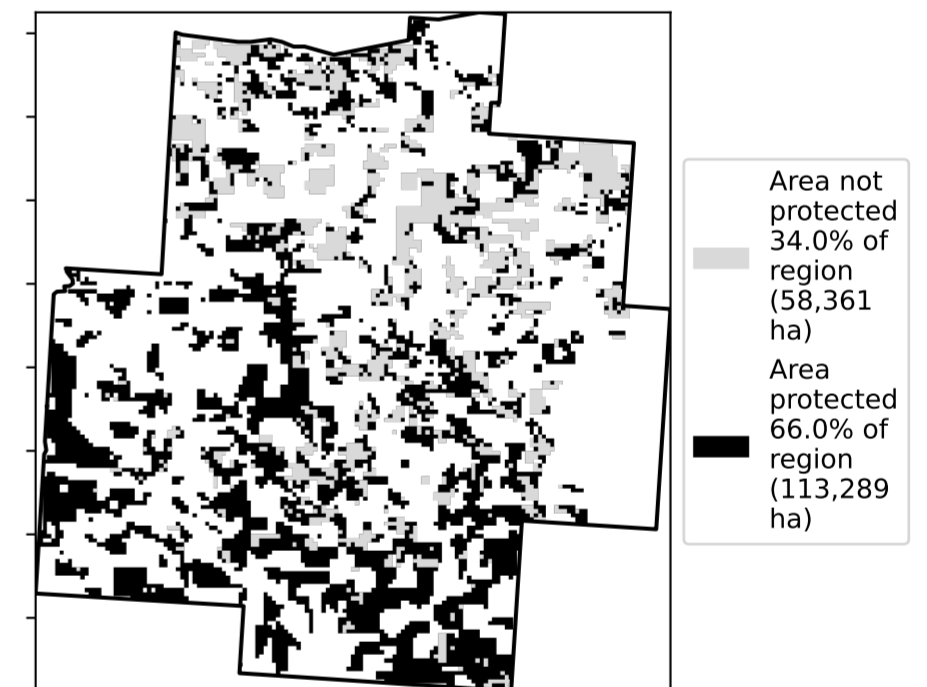 Area not
protected
34.0% of
region
(58,361
ha)
Area
protected
66.0% of
region
(113,289
ha)